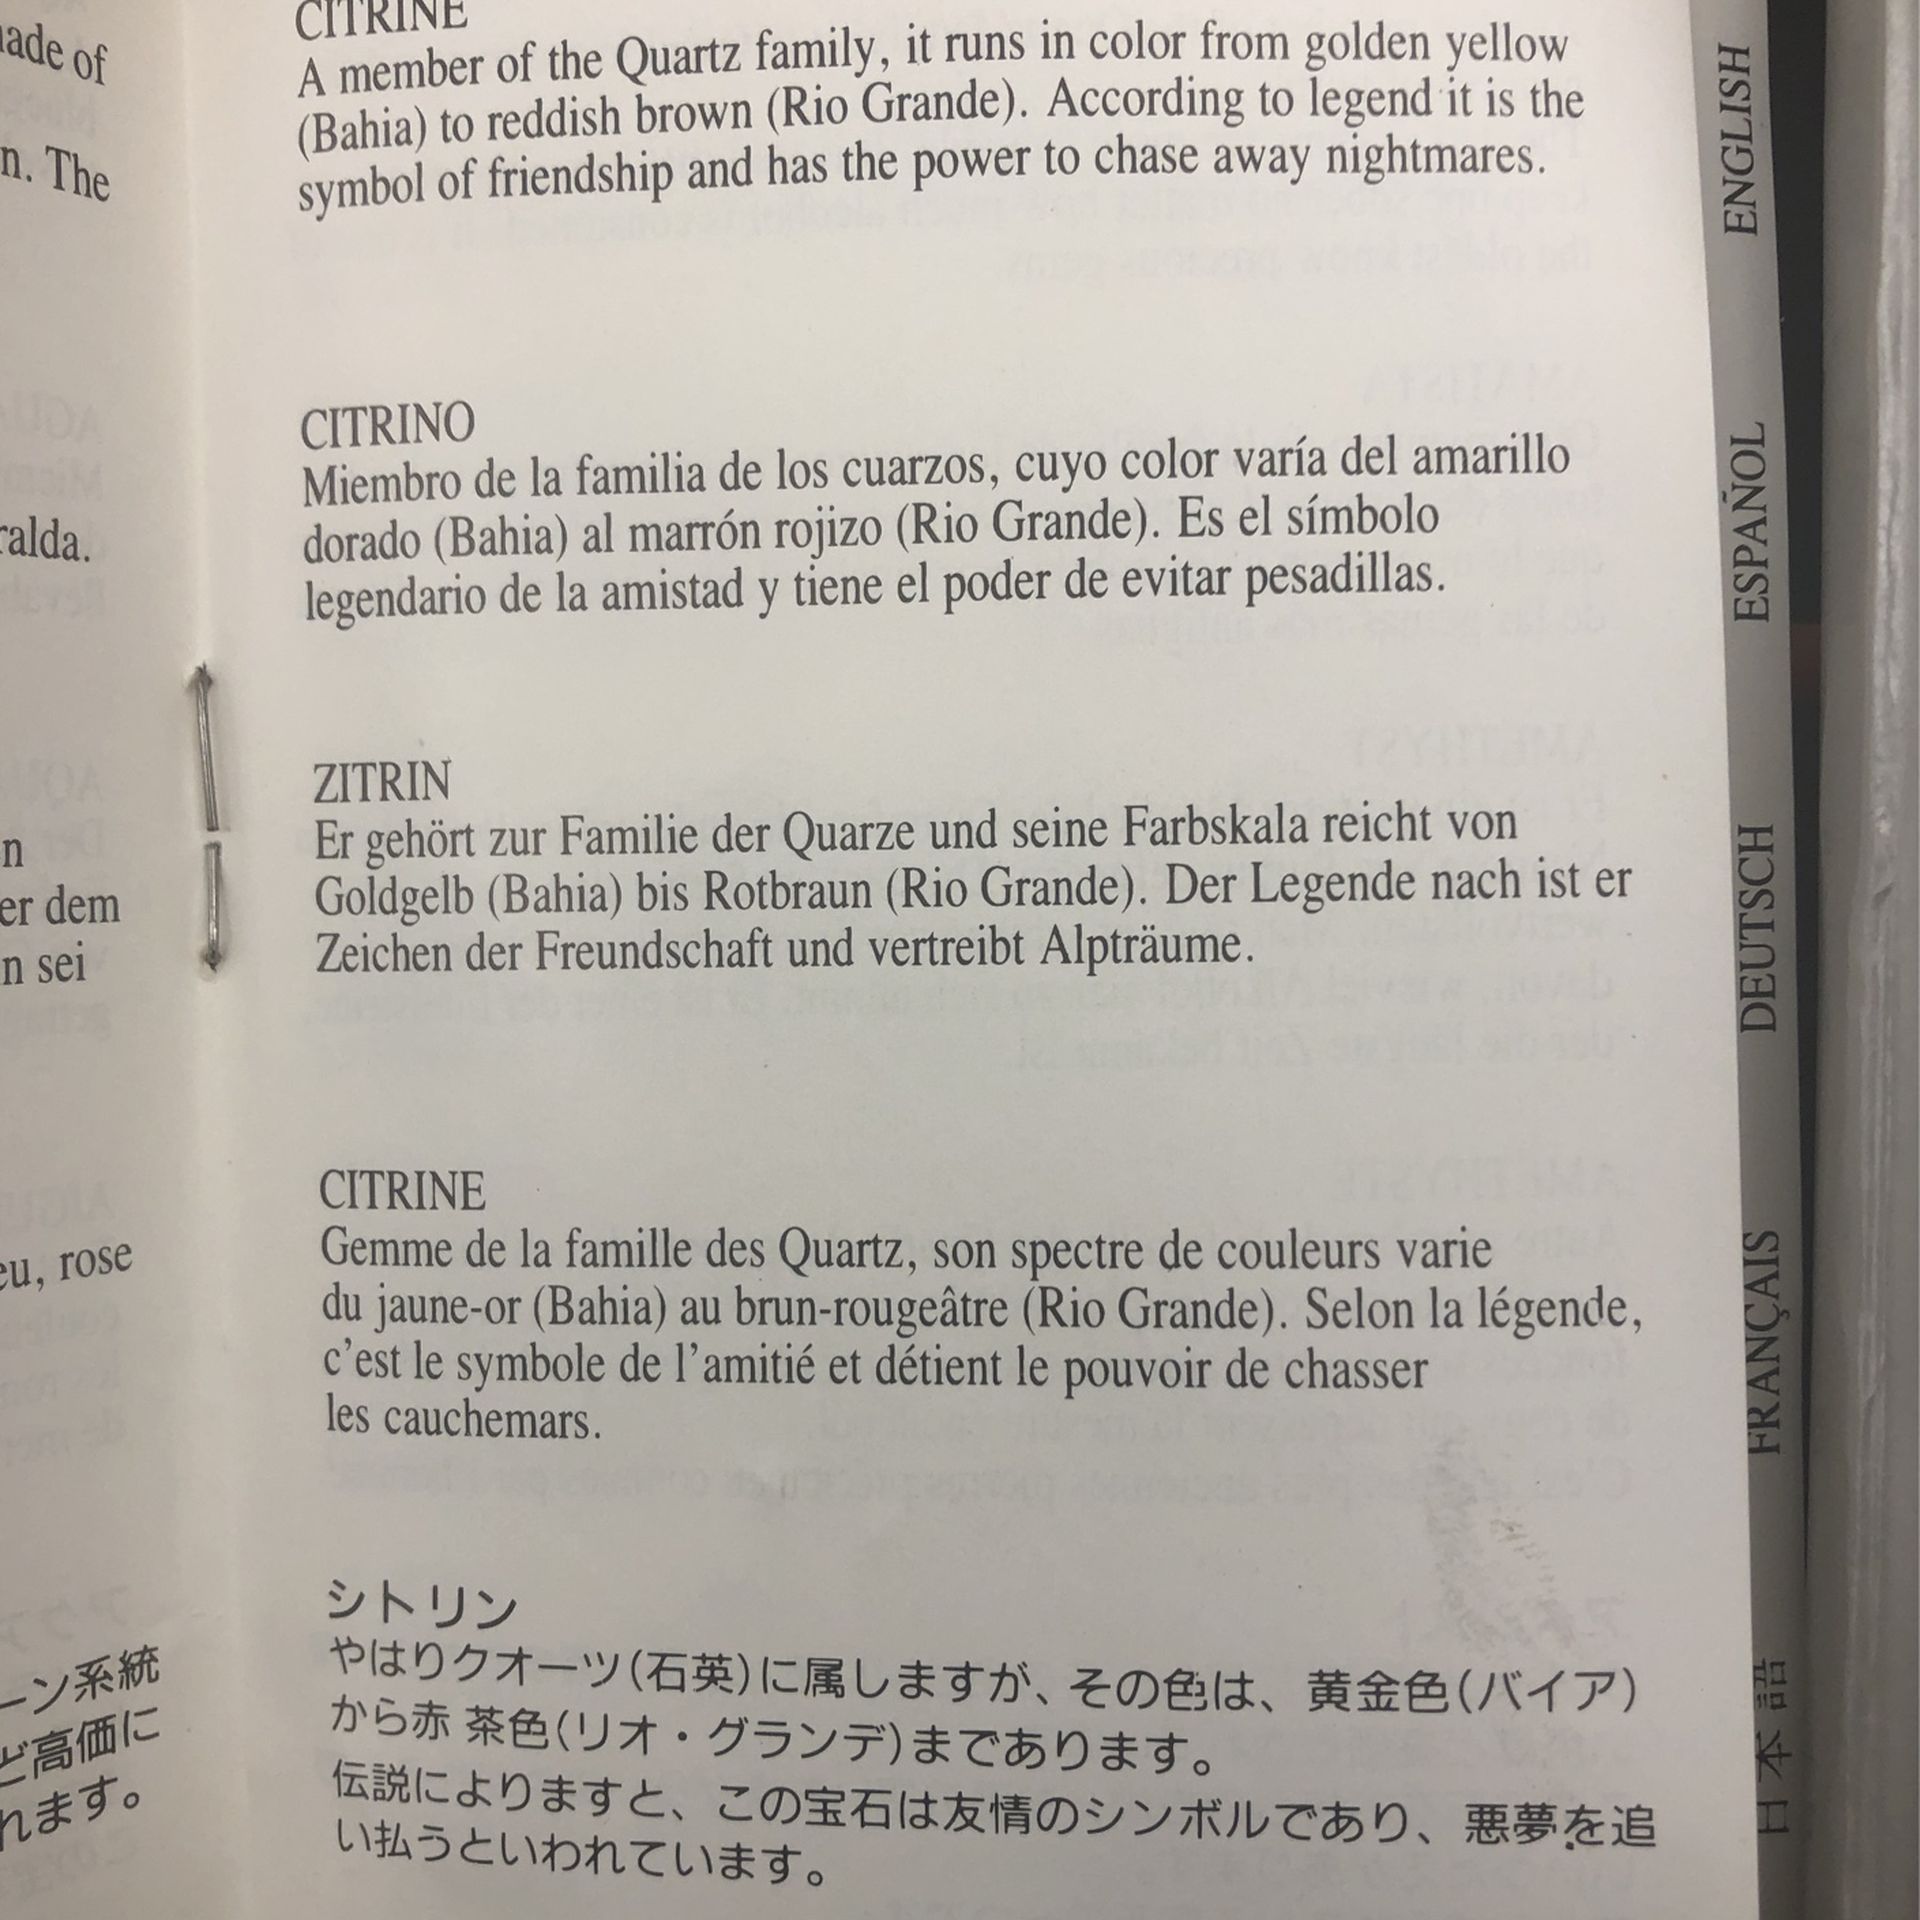 ade of
n. The
ralda.
n
er dem
n sei
eu, rose
ーン系統
ど高価に
れます。
CITRINE
A member of the Quartz family, it runs in color from golden yellow
(Bahia) to reddish brown (Rio Grande). According to legend it is the
symbol of friendship and has the power to chase away nightmares.
CITRINO
Miembro de la familia de los cuarzos, cuyo color varía del amarillo
dorado (Bahia) al marrón rojizo (Rio Grande). Es el símbolo
legendario de la amistad y tiene el poder de evitar pesadillas.
ZITRIN
Er gehört zur Familie der Quarze und seine Farbskala reicht von
Goldgelb (Bahia) bis Rotbraun (Rio Grande). Der Legende nach ist er
Zeichen der Freundschaft und vertreibt Alpträume.
CITRINE
Gemme de la famille des Quartz, son spectre de couleurs varie
du jaune-or (Bahia) au brun-rougeâtre (Rio Grande). Selon la légende,
c'est le symbole de l'amitié et détient le pouvoir de chasser
les cauchemars.
シトリン
やはりクオーツ(石英)に属しますが、その色は、黄金色(バイア)
から赤 茶色(リオ・グランデ)まであります。
伝説によりますと、この宝石は友情のシンボルであり、悪夢を追
い払うといわれています。
ENGLISH
ESPAÑOL
DEUTSCH
FRANÇAIS
日本語